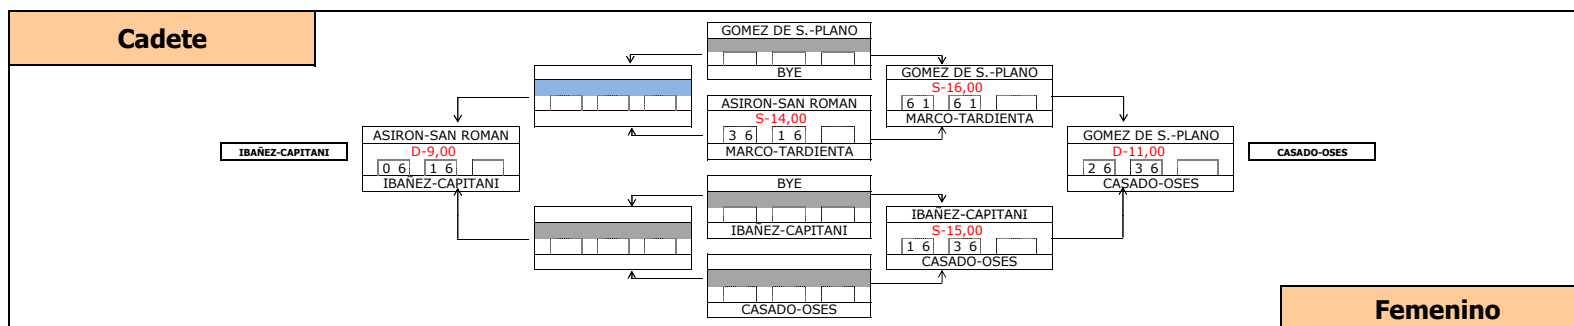 Cadete
GOMEZ DE S.-PLANO
BYE
ASIRON-SAN ROMAN
S-14,00
3 6 1 6
MARCO-TARDIENTA
GOMEZ DE S.-PLANO
S-16,00
6 1 6 1
MARCO-TARDIENTA
ASIRON-SAN ROMAN
D-9,00
0 6 1 6
IBAÑEZ-CAPITANI
IBAÑEZ-CAPITANI
GOMEZ DE S.-PLANO
D-11,00
2 6 3 6
CASADO-OSES
CASADO-OSES
BYE
IBAÑEZ-CAPITANI
IBAÑEZ-CAPITANI
S-15,00
1 6 3 6
CASADO-OSES
CASADO-OSES
Femenino